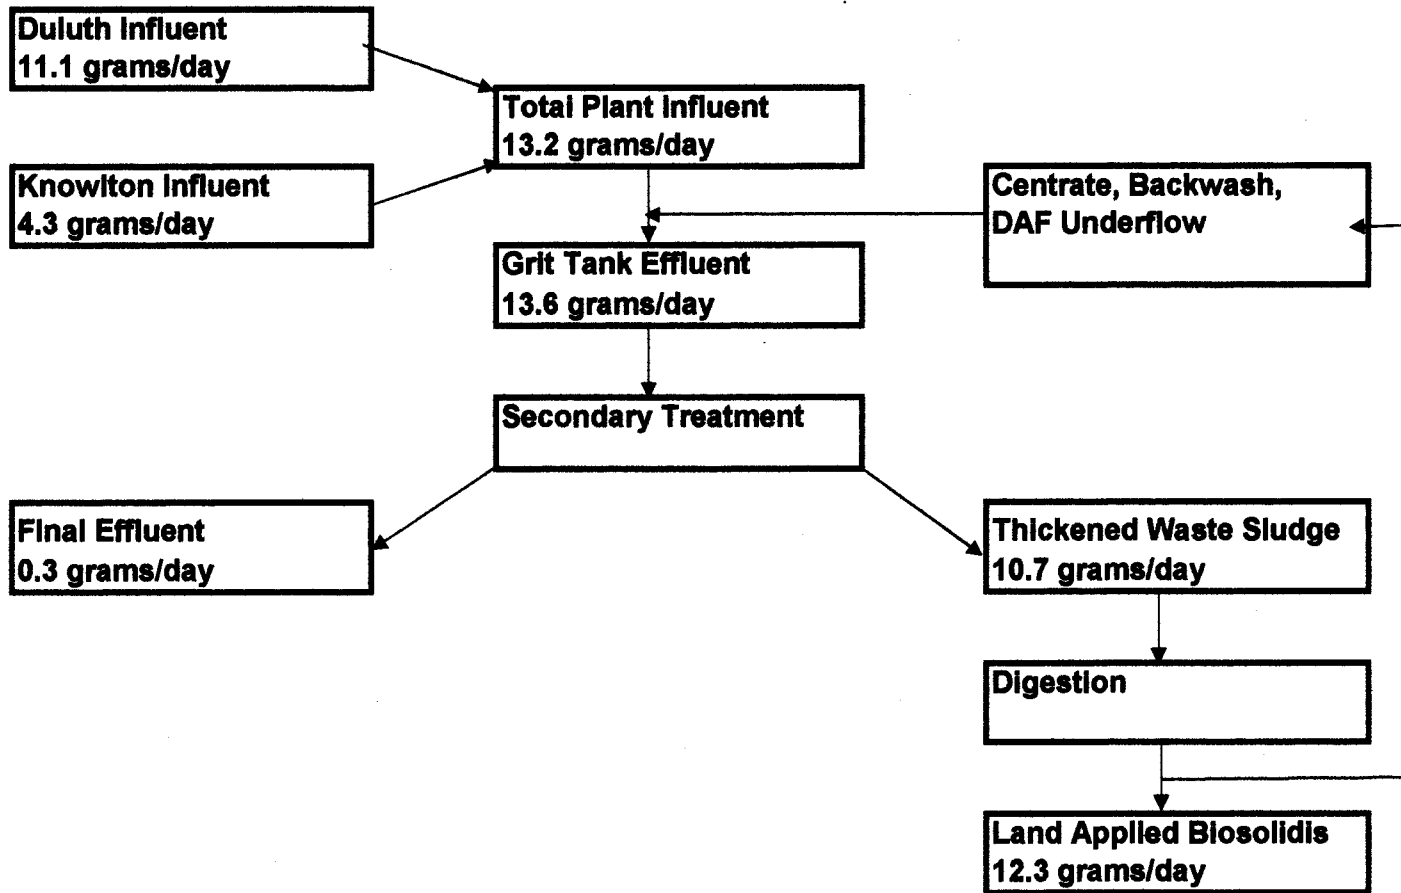 Duluth Influent
11.1 grams/day
Total Plant Influent
13.2 grams/day
Knowlton Influent
4.3 grams/day
Centrate, Backwash,
DAF Underflow
Grit Tank Effluent
13.6 grams/day
Secondary Treatment
Final Effluent
0.3 grams/day
Thickened Waste Sludge
10.7 grams/day
Digestion
Land Applied Biosolidis
12.3 grams/day